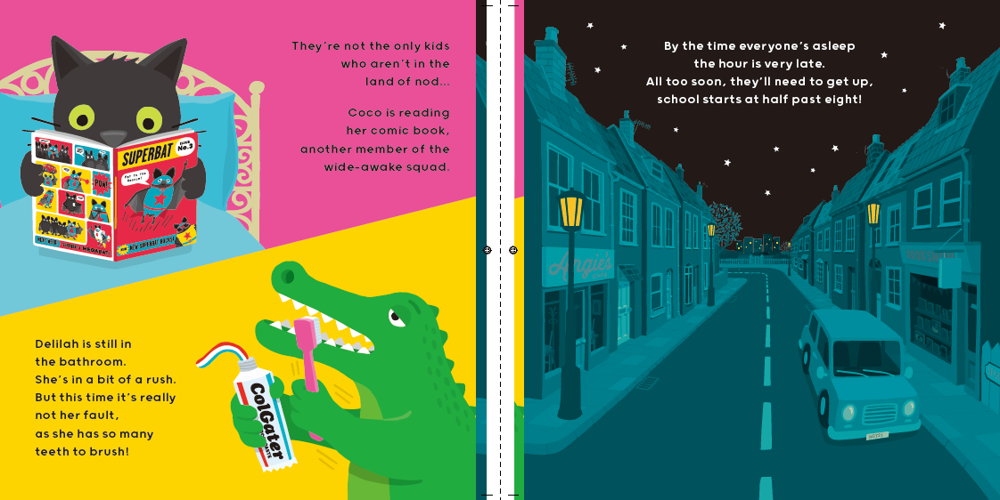 They're not the only kids
who aren't in the
land of nod...
Coco is reading
her comic book,
another member of the
wide-awake squad.
SUPERBAT
ISSUE
No.3
POW!
Delilah is still in
the bathroom.
She's in a bit of a rush.
But this time it's really
not her fault,
as she has so many
teeth to brush!
ColGater
By the time everyone's asleep
the hour is very late.
All too soon, they'll need to get up,
school starts at half past eight!
Angie's